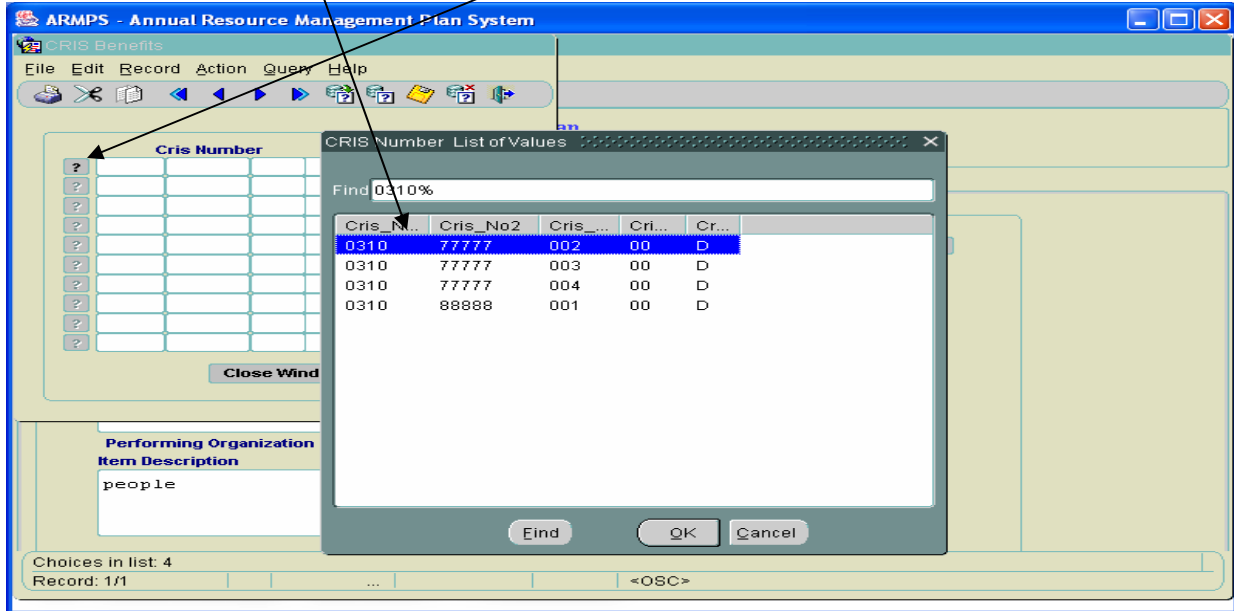 ARMPS - Annual Resource Management Plan System
CRIS Benefits
File Edit Record Action Query Help
an
Cris Number
CRIS Number List of Values
?
?
?
?
?
?
?
?
?
?
Find 0310%
Cris_N... Cris_No2 Cris_... Cri... Cr...
0310 77777 002 00 D
0310 77777 003 00 D
0310 77777 004 00 D
0310 88888 001 00 D
Close Wind
Performing Organization
Item Description
people
Find OK Cancel
Choices in list: 4
Record: 1/1 ... <OSC>